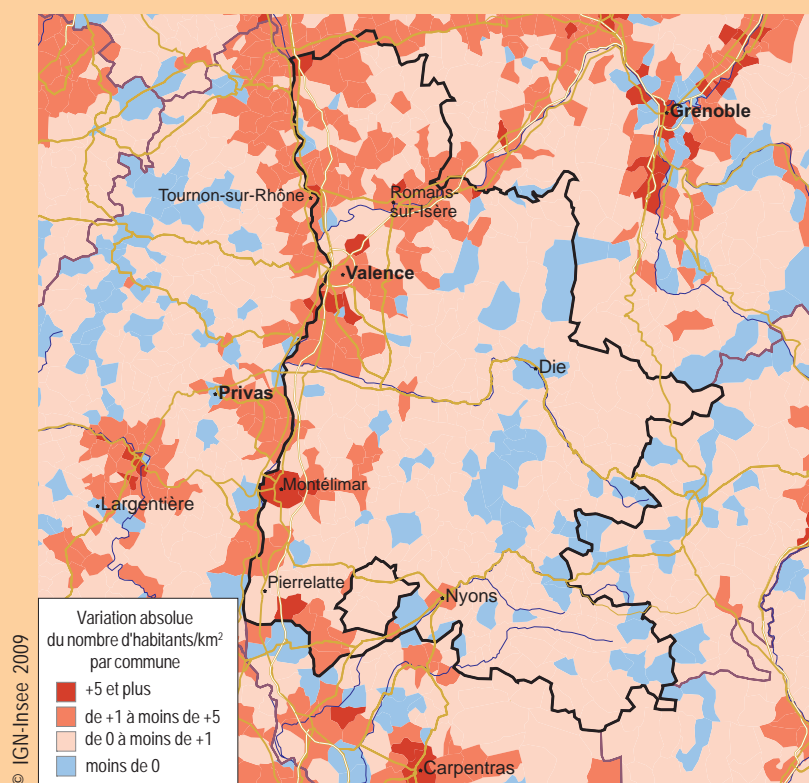 Grenoble
Tournon-sur-Rhône
Romans-
sur-Isère
Valence
Die
Privas
Montélimar
Largentière
Pierrelatte
Nyons
Carpentras
Variation absolue
du nombre d'habitants/km²
par commune
+5 et plus
de +1 à moins de +5
de 0 à moins de +1
moins de 0
© IGN-Insee 2009